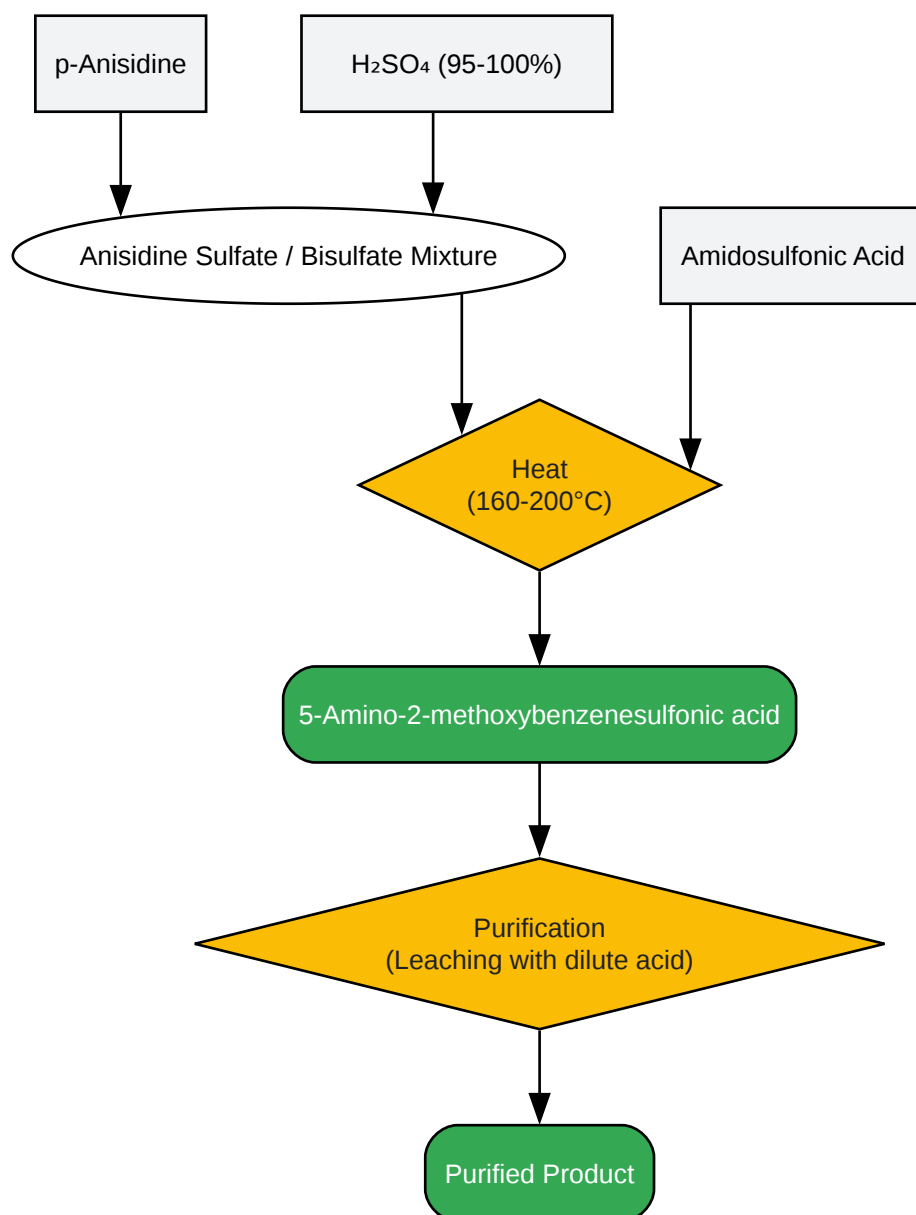 p-Anisidine
H₂SO₄ (95-100%)
Anisidine Sulfate / Bisulfate Mixture
Amidosulfonic Acid
Heat
(160-200°C)
5-Amino-2-methoxybenzenesulfonic acid
Purification
(Leaching with dilute acid)
Purified Product